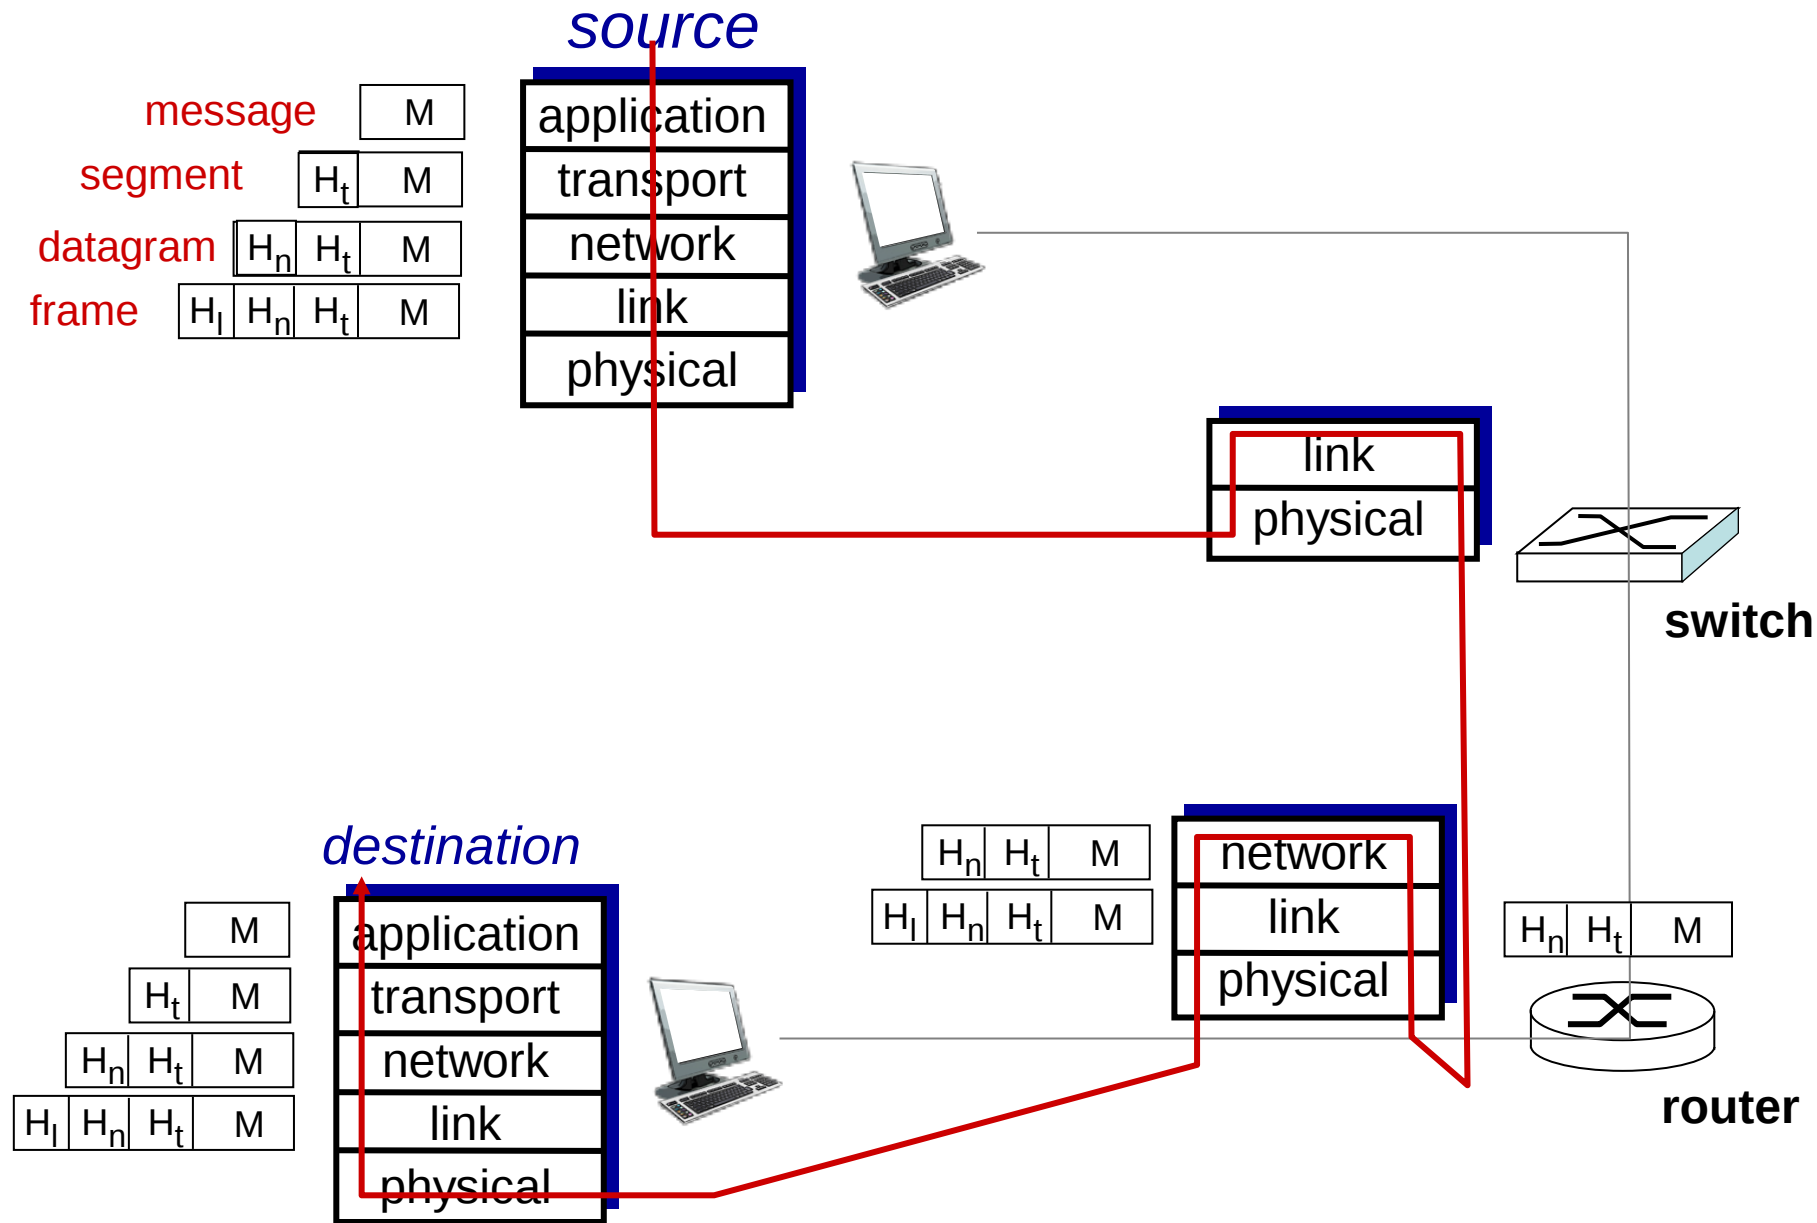 source
message M application
segment Ht M transport
datagram Hn Ht M network
frame Hl Hn Ht M link
physical
link
physical
switch
destination
Hn Ht M network
Hl Hn Ht M link
physical
Hn Ht M
router
M application
Ht M transport
Hn Ht M network
Hl Hn Ht M link
physical